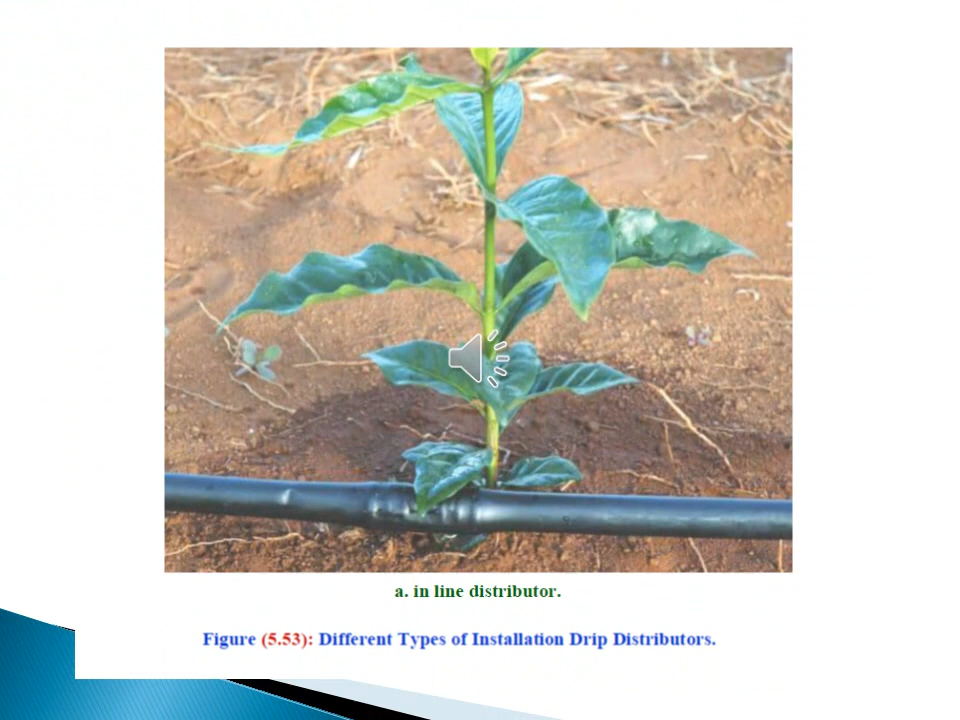 a. in line distributor.
Figure (5.53): Different Types of Installation Drip Distributors.